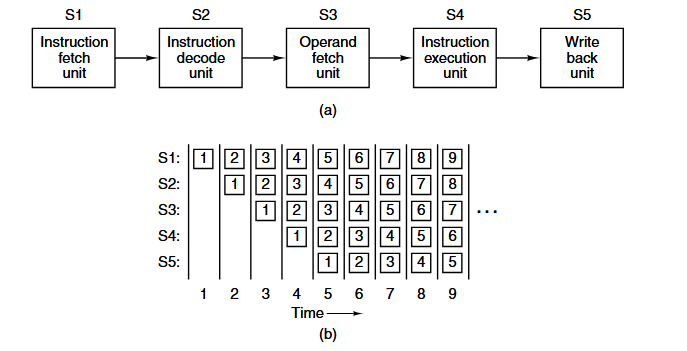 S1 S2 S3 S4 S5
Instruction fetch unit
Instruction decode unit
Operand fetch unit
Instruction execution unit
Write back unit
(a)
S1: 1 2 3 4 5 6 7 8 9
S2: 1 2 3 4 5 6 7 8
S3: 1 2 3 4 5 6 7 ...
S4: 1 2 3 4 5 6
S5: 1 2 3 4 5
1 2 3 4 5 6 7 8 9
Time
(b)